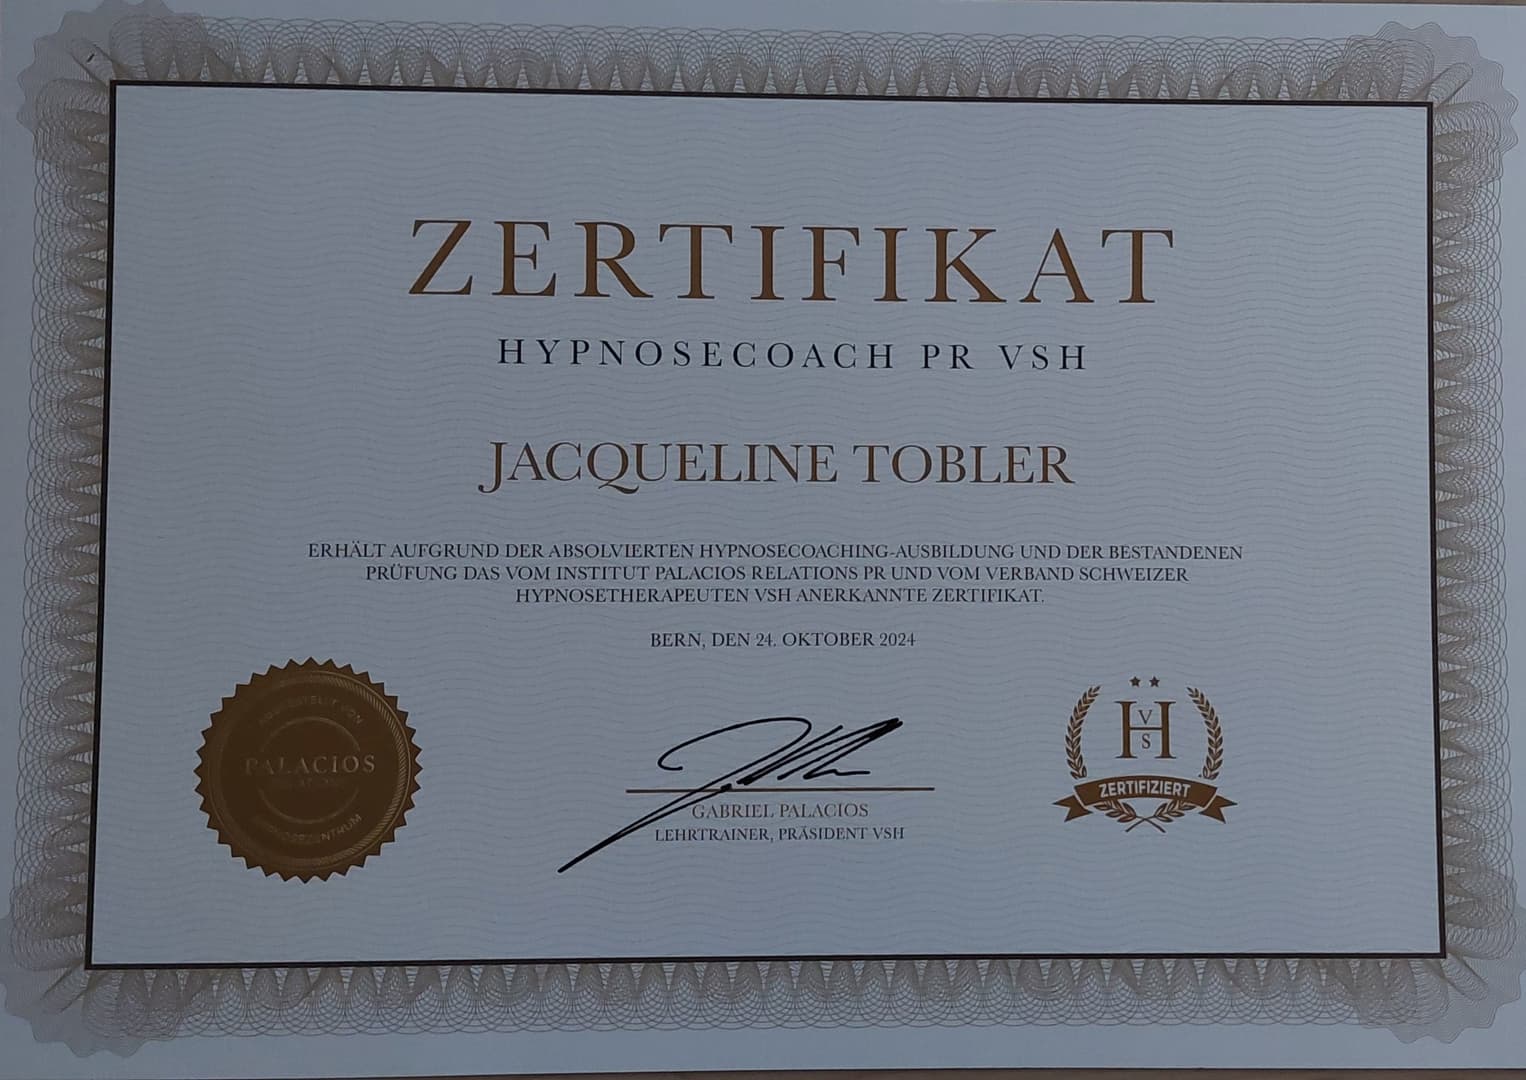 ZERTIFIKAT
HYPNOSECOACH PR VSH
JACQUELINE TOBLER
ERHÄLT AUFGRUND DER ABSOLVIERTEN HYPNOSECOACHING-AUSBILDUNG UND DER BESTANDENEN
PRÜFUNG DAS VOM INSTITUT PALACIOS RELATIONS PR UND VOM VERBAND SCHWEIZER
HYPNOSETHERAPEUTEN VSH ANERKANNTE ZERTIFIKAT.
BERN, DEN 24. OKTOBER 2024
PALACIOS
GABRIEL PALACIOS
LEHRTRAINER, PRÄSIDENT VSH
VSH
ZERTIFIZIERT